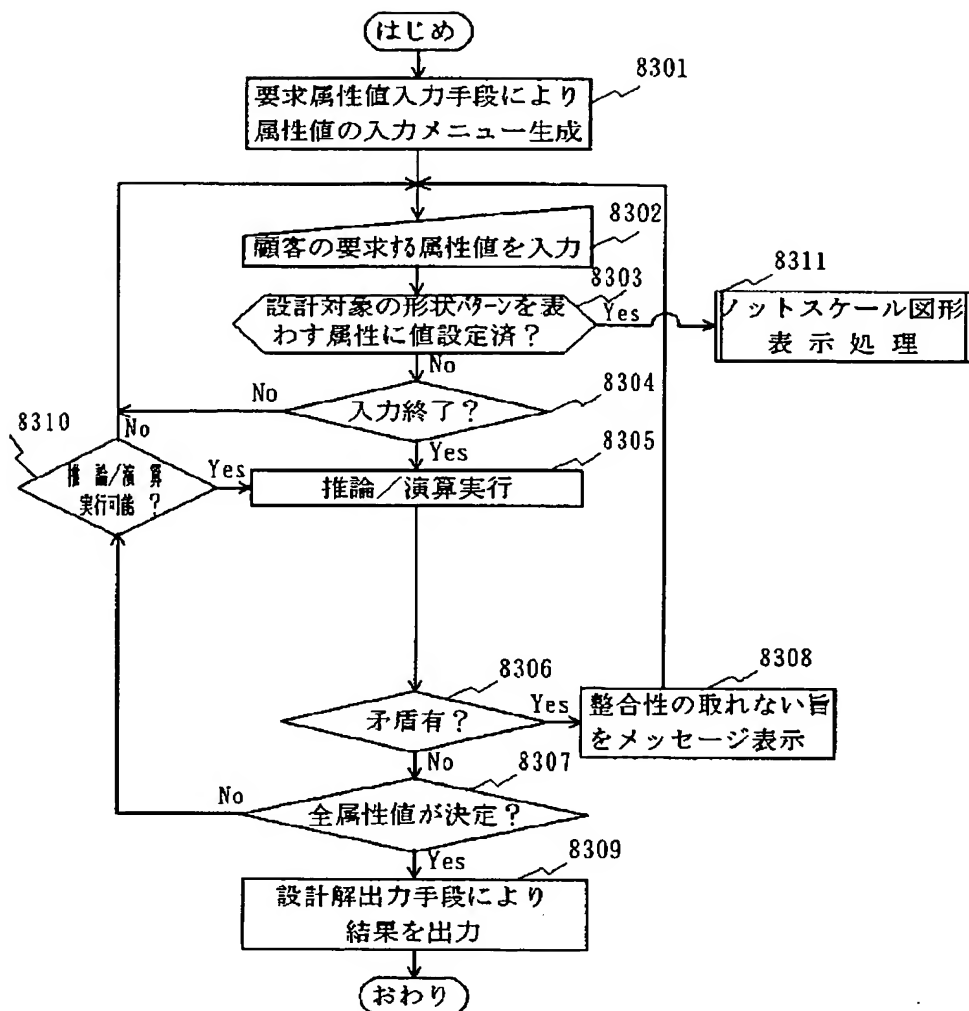 はじめ
8301
要求属性値入力手段により
属性値の入力メニュー生成
8302
顧客の要求する属性値を入力
8303
設計対象の形状パターンを表
わす属性に値設定済？
Yes
8311
ノットスケール図形
表示処理
No
No
8304
入力終了？
8310
No
Yes
8305
推論／演算
実行可能？
Yes
推論／演算実行
8306
矛盾有？
Yes
8308
整合性の取れない旨
をメッセージ表示
No
8307
No
全属性値が決定？
Yes
8309
設計解出力手段により
結果を出力
おわり